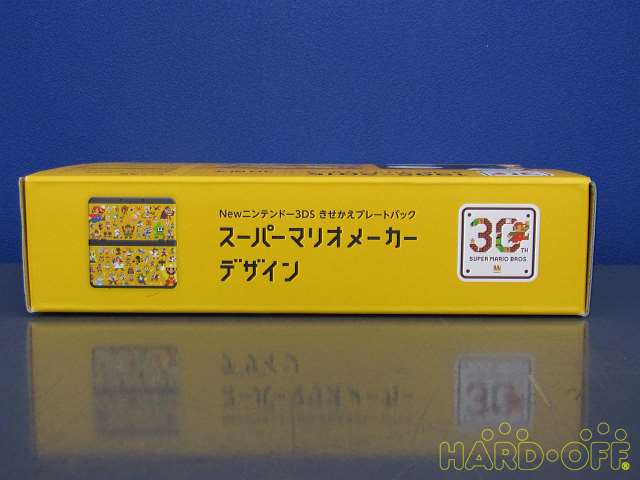 Newニンテンドー3DS きせかえプレートパック
スーパーマリオメーカー
デザイン
30TH
SUPER MARIO BROS.
HARD・OFF®